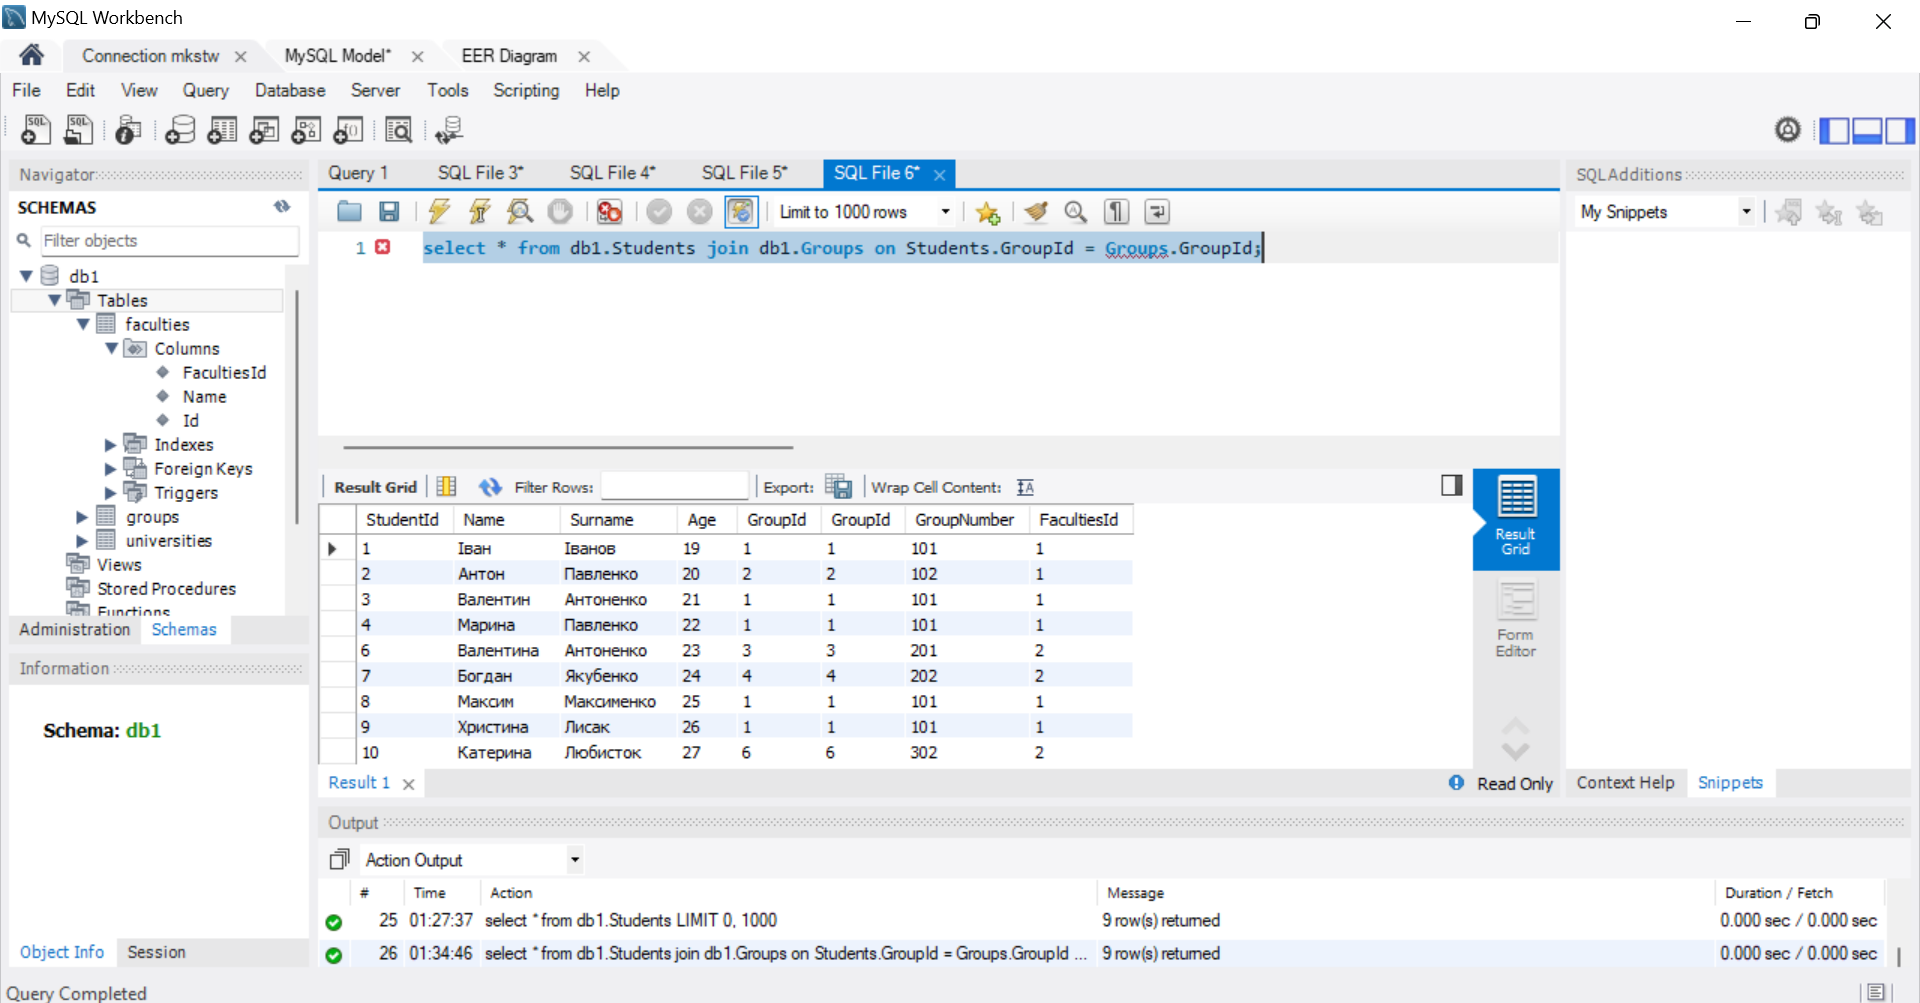 MySQL Workbench
Connection mkstw
MySQL Model*
EER Diagram
File Edit View Query Database Server Tools Scripting Help
Navigator
SCHEMAS
Filter objects
db1
Tables
faculties
Columns
FacultiesId
Name
Id
Indexes
Foreign Keys
Triggers
groups
universities
Views
Stored Procedures
Functions
Administration Schemas
Information
Schema: db1
Object Info Session
Query 1 SQL File 3* SQL File 4* SQL File 5* SQL File 6*
Limit to 1000 rows
1 select * from db1.Students join db1.Groups on Students.GroupId = Groups.GroupId;
Result Grid Filter Rows: Export: Wrap Cell Content:
StudentId Name Surname Age GroupId GroupId GroupNumber FacultiesId
1 Іван Іванов 19 1 1 101 1
2 Антон Павленко 20 2 2 102 1
3 Валентин Антоненко 21 1 1 101 1
4 Марина Павленко 22 1 1 101 1
6 Валентина Антоненко 23 3 3 201 2
7 Богдан Якубенко 24 4 4 202 2
8 Максим Максименко 25 1 1 101 1
9 Христина Лисак 26 1 1 101 1
10 Катерина Любисток 27 6 6 302 2
Result
Grid
Form
Editor
Result 1
Read Only
SQLAdditions
My Snippets
Context Help Snippets
Output
Action Output
# Time Action Message Duration / Fetch
25 01:27:37 select * from db1.Students LIMIT 0, 1000 9 row(s) returned 0.000 sec / 0.000 sec
26 01:34:46 select * from db1.Students join db1.Groups on Students.GroupId = Groups.GroupId ... 9 row(s) returned 0.000 sec / 0.000 sec
Query Completed